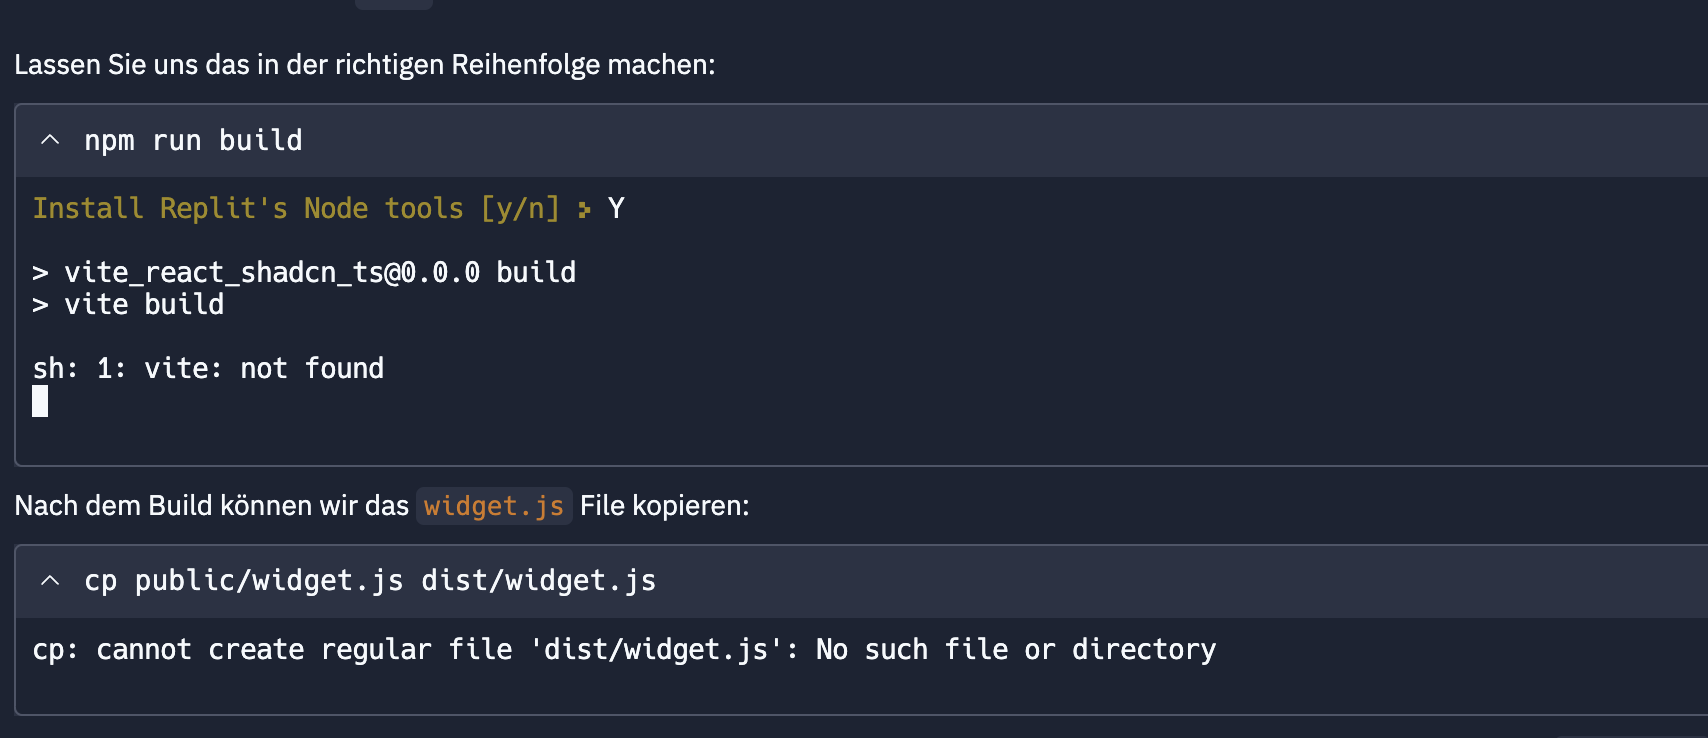 Lassen Sie uns das in der richtigen Reihenfolge machen:
npm run build
Install Replit's Node tools [y/n] : Y
> vite_react_shadcn_ts@0.0.0 build
> vite build
sh: 1: vite: not found
Nach dem Build können wir das widget.js File kopieren:
cp public/widget.js dist/widget.js
cp: cannot create regular file 'dist/widget.js': No such file or directory